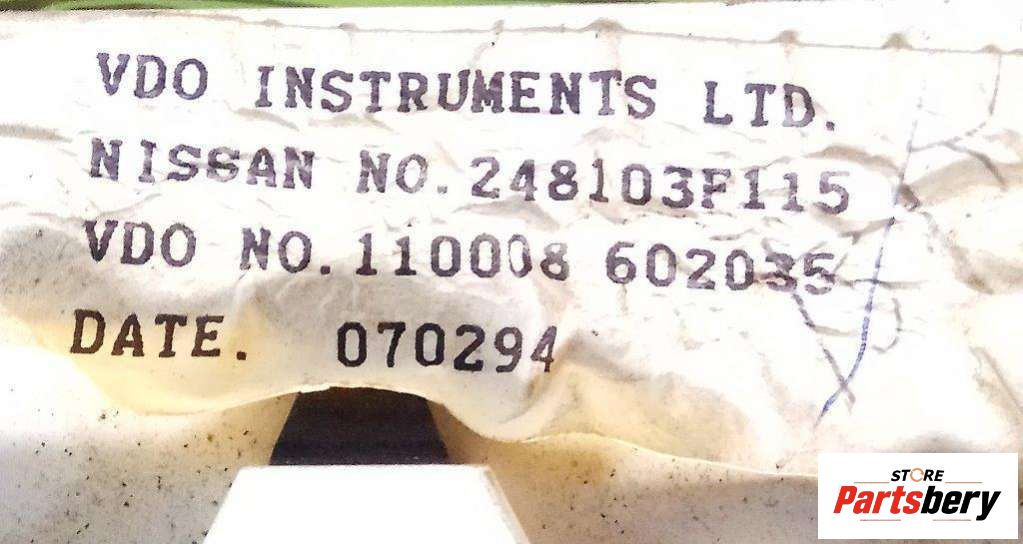 VDO INSTRUMENTS LTD.
NISSAN NO.248103F115
VDO NO.110008 602035
DATE. 070294
STORE
Partsbery